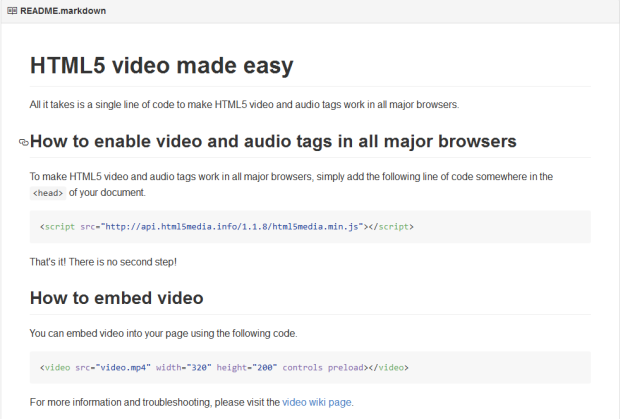 README.markdown
HTML5 video made easy
All it takes is a single line of code to make HTML5 video and audio tags work in all major browsers.
How to enable video and audio tags in all major browsers
To make HTML5 video and audio tags work in all major browsers, simply add the following line of code somewhere in the
<head> of your document.
<script src="http://api.html5media.info/1.1.8/html5media.min.js"></script>
That's it! There is no second step!
How to embed video
You can embed video into your page using the following code.
<video src="video.mp4" width="320" height="200" controls preload></video>
For more information and troubleshooting, please visit the video wiki page.